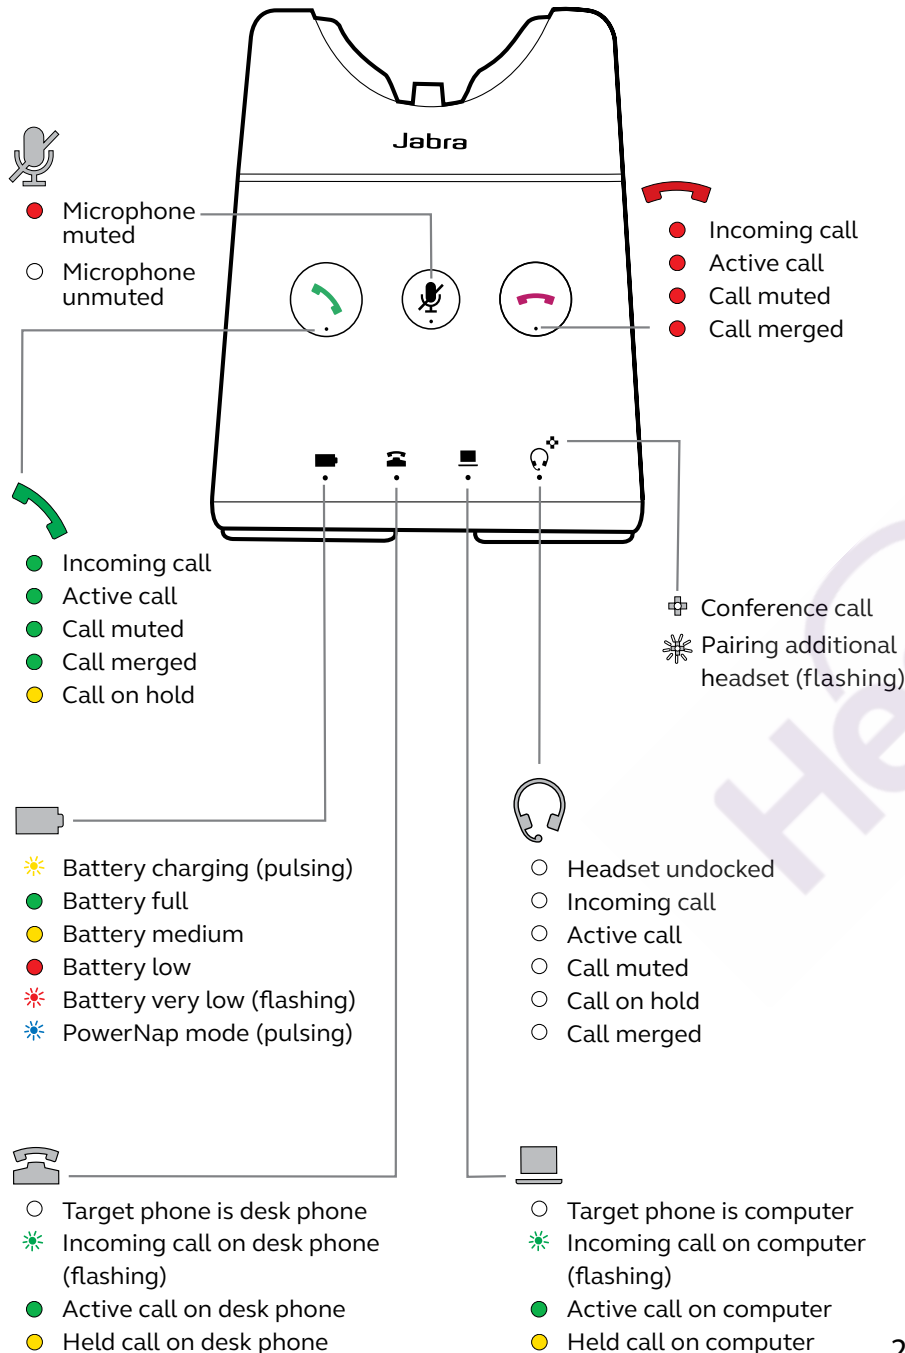 Jabra
Microphone
muted
Microphone
unmuted
Incoming call
Active call
Call muted
Call merged
Incoming call
Active call
Call muted
Call merged
Call on hold
Conference call
Pairing additional
headset (flashing)
Battery charging (pulsing)
Battery full
Battery medium
Battery low
Battery very low (flashing)
PowerNap mode (pulsing)
Headset undocked
Incoming call
Active call
Call muted
Call on hold
Call merged
Target phone is desk phone
Incoming call on desk phone
(flashing)
Active call on desk phone
Held call on desk phone
Target phone is computer
Incoming call on computer
(flashing)
Active call on computer
Held call on computer